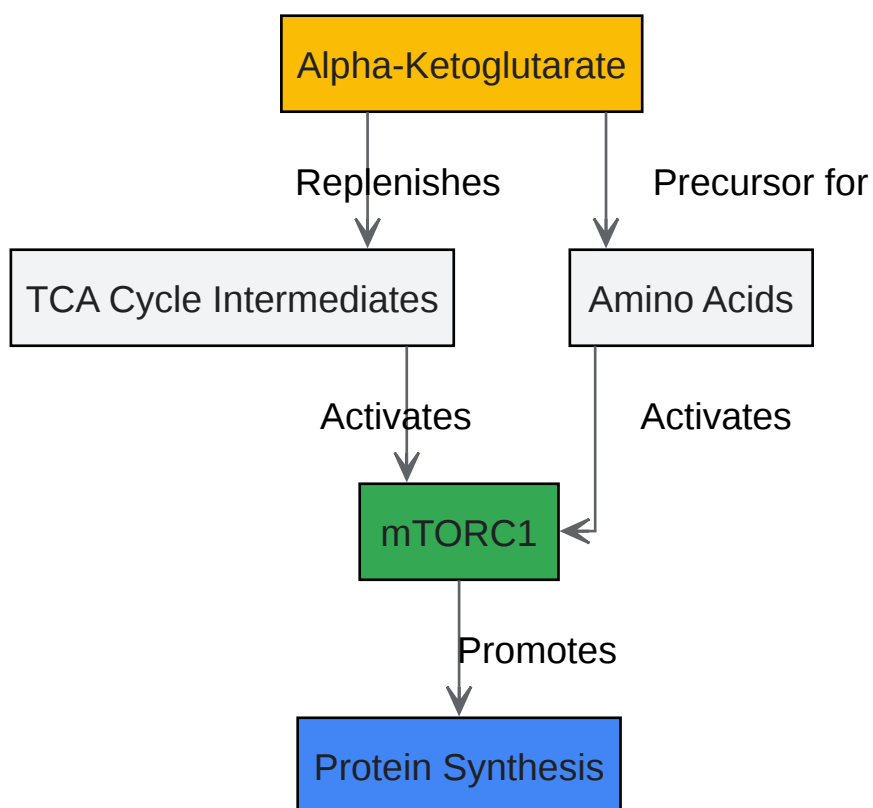 Alpha-Ketoglutarate
Replenishes
Precursor for
TCA Cycle Intermediates
Amino Acids
Activates
Activates
mTORC1
Promotes
Protein Synthesis